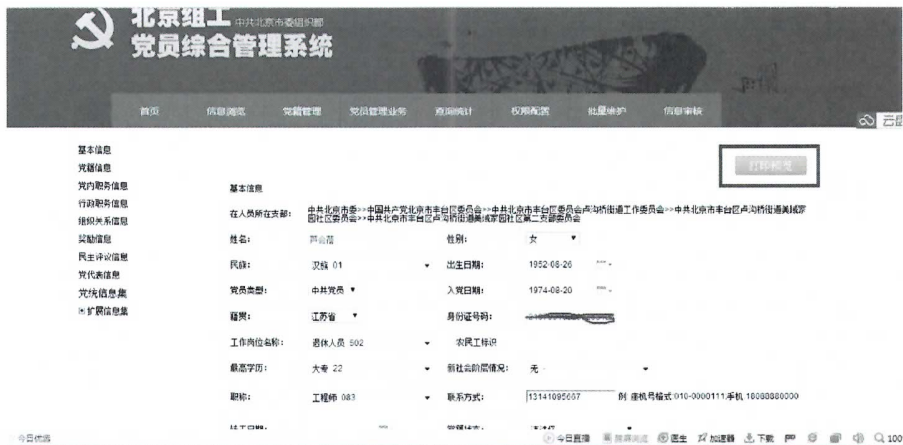 北京组工 中共北京市委组织部
党员综合管理系统
首页 信息浏览 党籍管理 党员管理业务 查询统计 权限配置 批量维护 信息审核
云盘
基本信息
党籍信息
党内职务信息
行政职务信息
组织关系信息
奖励信息
民主评议信息
党代表信息
党统信息集
扩展信息集
打印预览
基本信息
在人员所在支部: 中共北京市委>>中国共产党北京市丰台区委员会>>中共北京市丰台区委员会卢沟桥街道工作委员会>>中共北京市丰台区卢沟桥街道美域家
园社区委员会>>中共北京市丰台区卢沟桥街道美域家园社区第二支部委员会
姓名: 性别: 女
民族: 汉族 01 出生日期: 1952-08-26
党员类型: 中共党员 入党日期: 1974-08-20
籍贯: 江苏省 身份证号码:
工作岗位名称: 退休人员 502 农民工标识
最高学历: 大专 22 新社会阶层情况: 无
职称: 工程师 083 联系方式: 13141095667 例:座机号格式:010-0000111;手机 18088880000
今日优选 今日直播 医生 加速器 下载 100